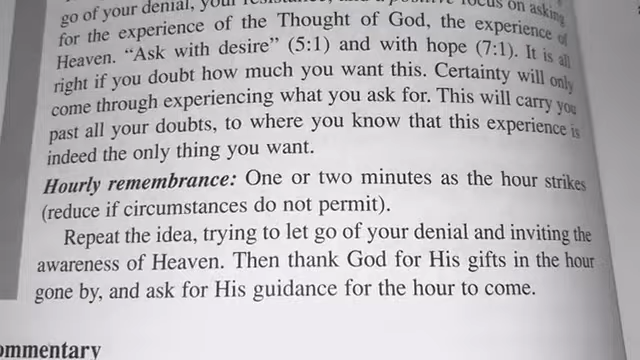 go of your denial, your resistance, and a positive focus on asking
for the experience of the Thought of God, the experience of
Heaven. “Ask with desire” (5:1) and with hope (7:1). It is all
right if you doubt how much you want this. Certainty will only
come through experiencing what you ask for. This will carry you
past all your doubts, to where you know that this experience is
indeed the only thing you want.
Hourly remembrance: One or two minutes as the hour strikes
(reduce if circumstances do not permit).
Repeat the idea, trying to let go of your denial and inviting the
awareness of Heaven. Then thank God for His gifts in the hour
gone by, and ask for His guidance for the hour to come.
ommentary